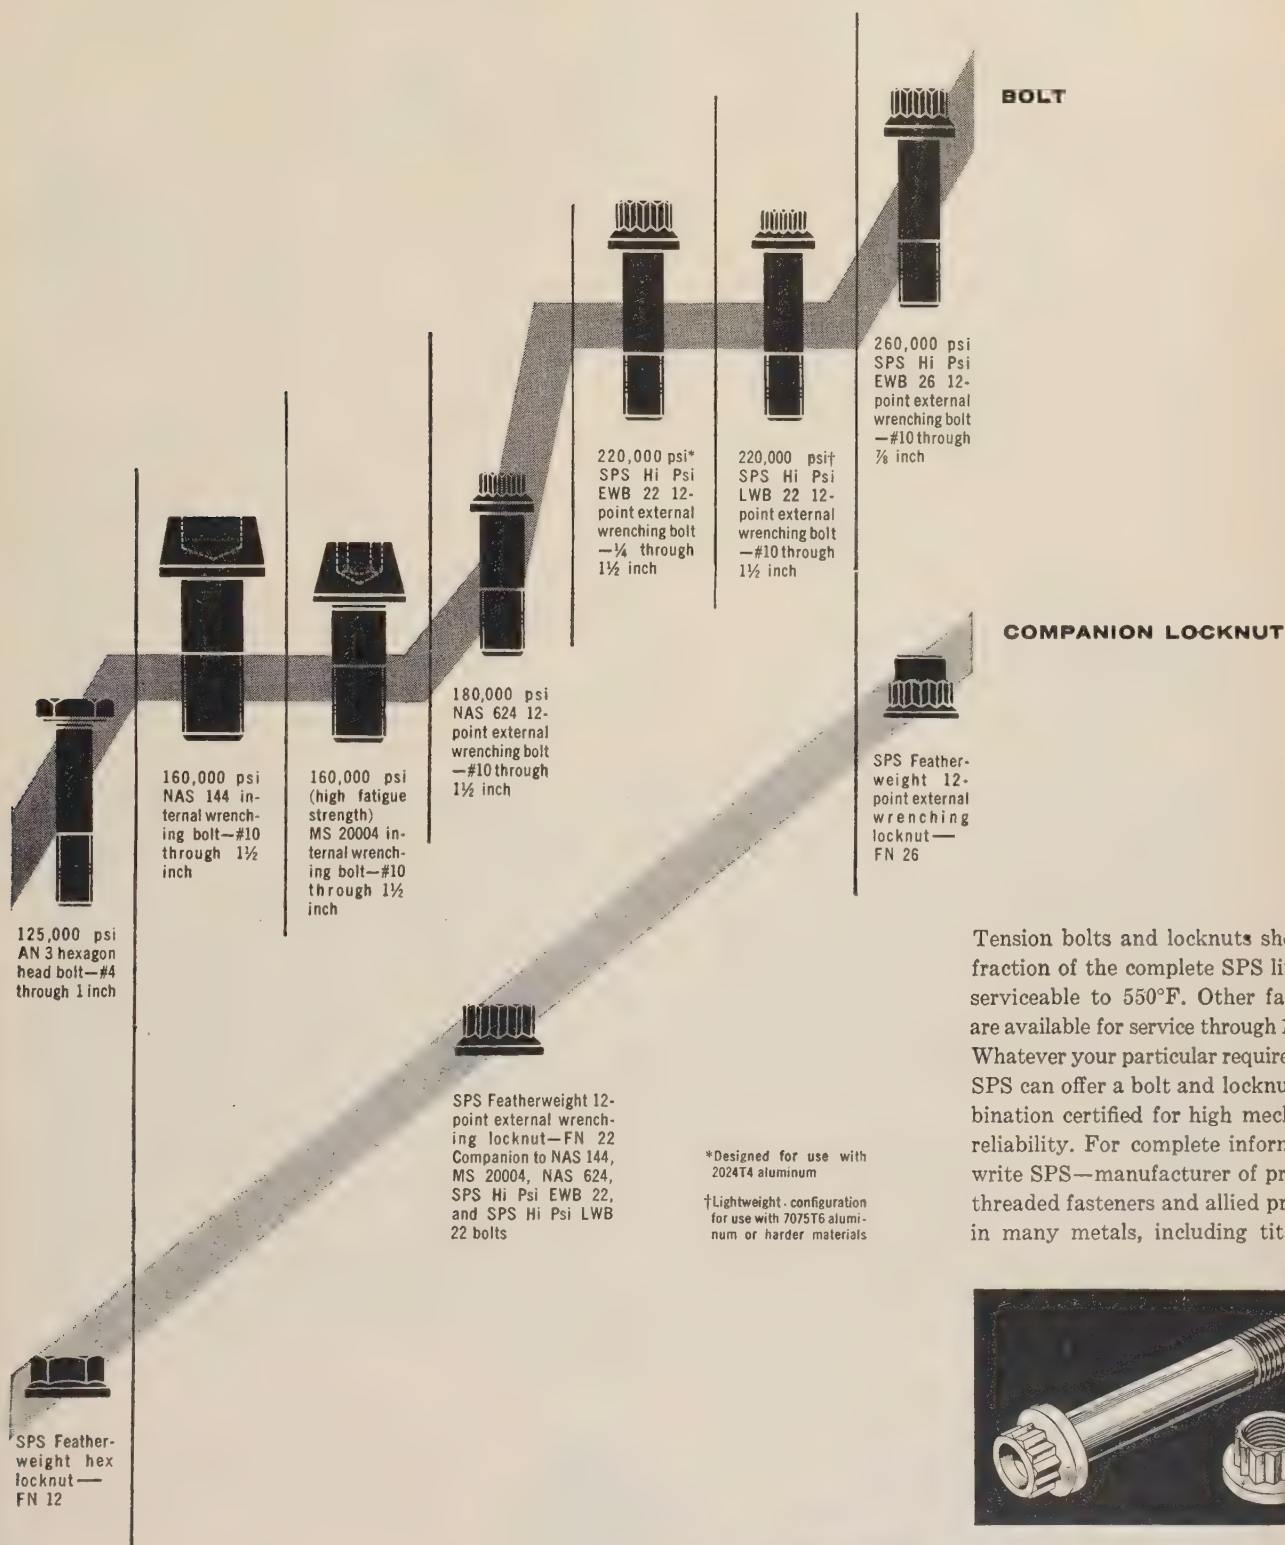 BOLT
260,000 psi
SPS Hi Psi
EWB 26 12-
point external
wrenching bolt
—#10 through
⅞ inch
220,000 psi*
SPS Hi Psi
EWB 22 12-
point external
wrenching bolt
—¼ through
1½ inch
220,000 psi†
SPS Hi Psi
LWB 22 12-
point external
wrenching bolt
—#10 through
1½ inch
180,000 psi
NAS 624 12-
point external
wrenching bolt
—#10 through
1½ inch
160,000 psi
NAS 144 in-
ternal wrench-
ing bolt—#10
through 1½
inch
160,000 psi
(high fatigue
strength)
MS 20004 in-
ternal wrench-
ing bolt—#10
through 1½
inch
125,000 psi
AN 3 hexagon
head bolt—#4
through 1 inch
COMPANION LOCKNUT
SPS Feather-
weight 12-
point external
wrenching
locknut—
FN 26
SPS Featherweight 12-
point external wrench-
ing locknut—FN 22
Companion to NAS 144,
MS 20004, NAS 624,
SPS Hi Psi EWB 22,
and SPS Hi Psi LWB
22 bolts
SPS Feather-
weight hex
locknut—
FN 12
*Designed for use with
2024T4 aluminum
†Lightweight configuration
for use with 7075T6 alumi-
num or harder materials
Tension bolts and locknuts
fraction of the complete SPS
serviceable to 550°F. Other
are available for service through
Whatever your particular
SPS can offer a bolt and
bination certified for high
reliability. For complete
write SPS—manufacturer of
threaded fasteners and allied
in many metals, including